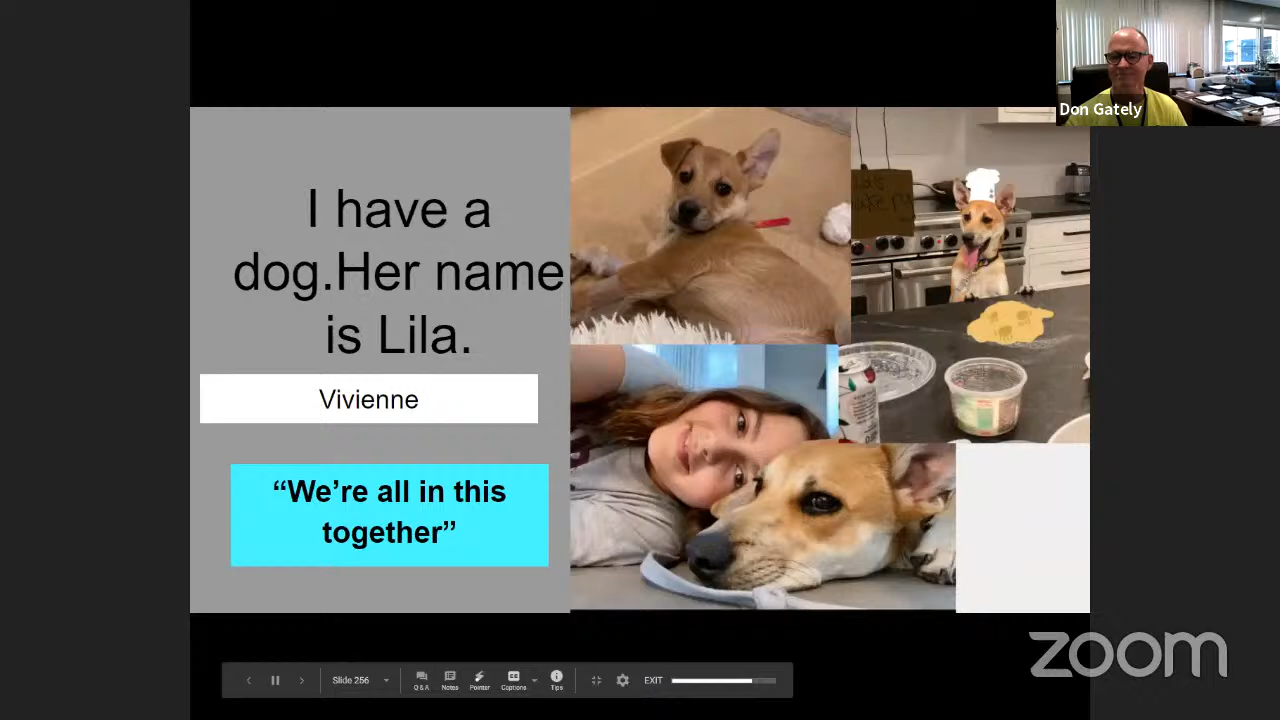 Don Gately
I have a
dog.Her name
is Lila.
Vivienne
“We’re all in this
together”
zoom
Slide 256
Q&A
Notes
Pointer
Captions
Tips
EXIT